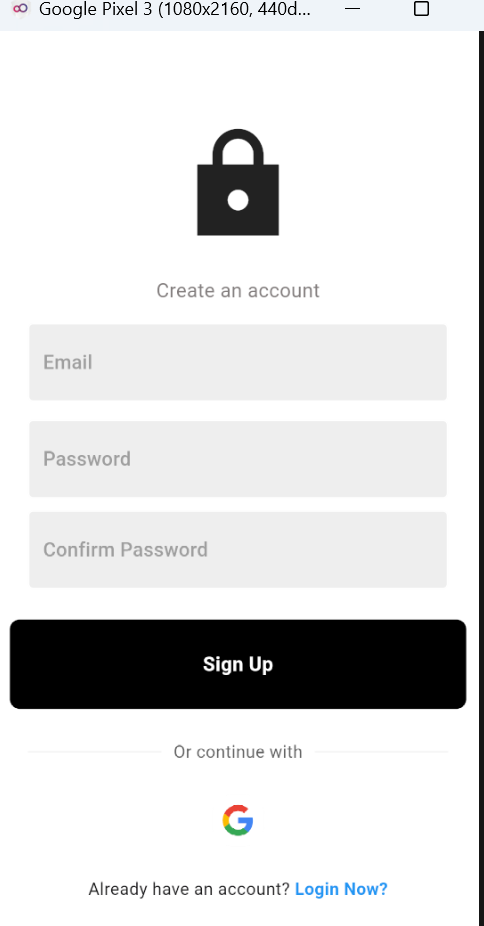 Google Pixel 3 (1080x2160, 440d...
Create an account
Email
Password
Confirm Password
Sign Up
Or continue with
Already have an account? Login Now?